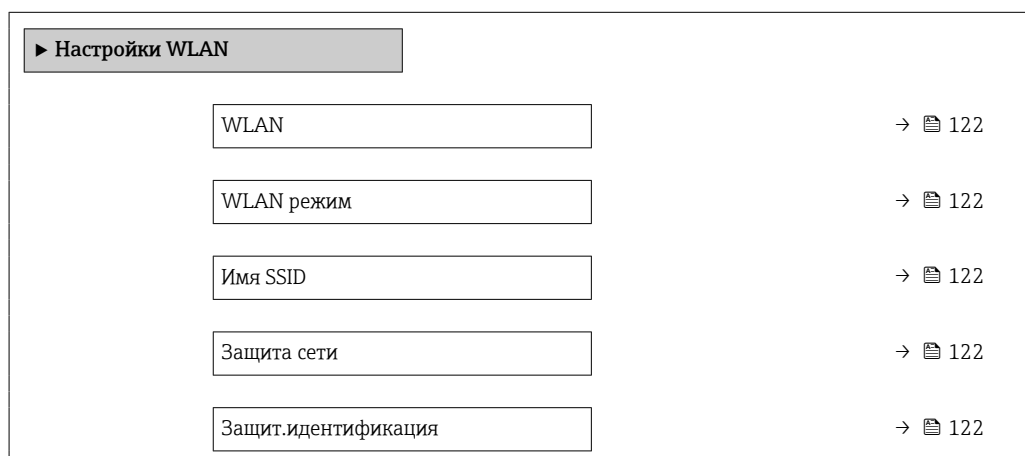 ► Настройки WLAN
WLAN → 122
WLAN режим → 122
Имя SSID → 122
Защита сети → 122
Защит.идентификация → 122